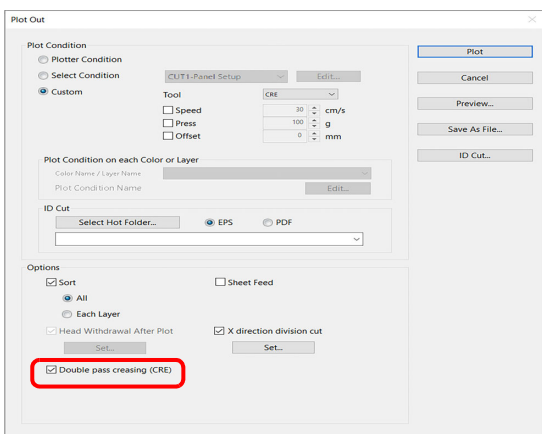 Plot Out
Plot Condition
Plotter Condition
Select Condition CUT1-Panel Setup Edit...
Custom Tool CRE
Speed 30 cm/s
Press 100 g
Offset 0 mm
Plot Condition on each Color or Layer
Color Name / Layer Name
Plot Condition Name Edit...
ID Cut
Select Hot Folder... EPS PDF
Options
Sort Sheet Feed
All
Each Layer
Head Withdrawal After Plot X direction division cut
Set... Set...
Double pass creasing (CRE)
Plot
Cancel
Preview...
Save As File...
ID Cut...